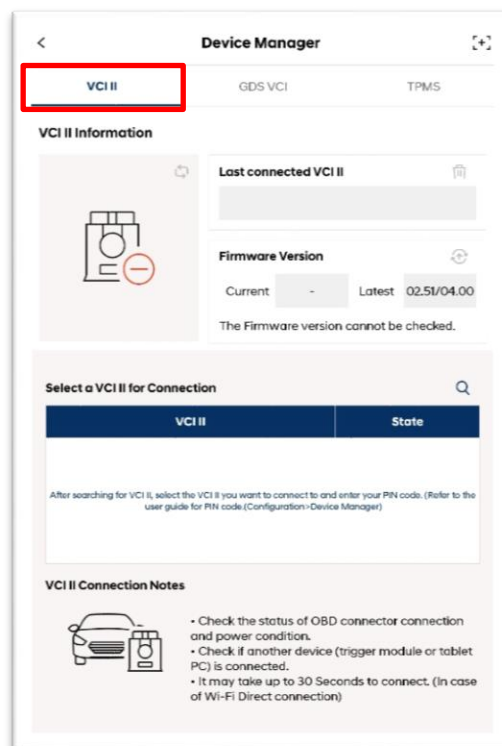 <
Device Manager
[+]
VCI II
GDS VCI
TPMS
VCI II Information
Last connected VCI II
Firmware Version
Current
-
Latest
02.51/04.00
The Firmware version cannot be checked.
Select a VCI II for Connection
VCI II
State
After searching for VCI II, select the VCI II you want to connect to and enter your PIN code. (Refer to the
user guide for PIN code.(Configuration>Device Manager)
VCI II Connection Notes
• Check the status of OBD connector connection
and power condition.
• Check if another device (trigger module or tablet
PC) is connected.
• It may take up to 30 Seconds to connect. (In case
of Wi-Fi Direct connection)